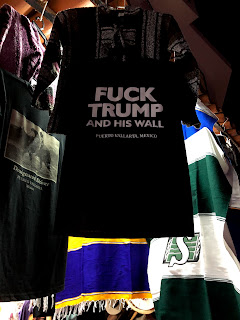 FUCK
TRUMP
AND HIS WALL
PUERTO VALLARTA, MEXICO
S